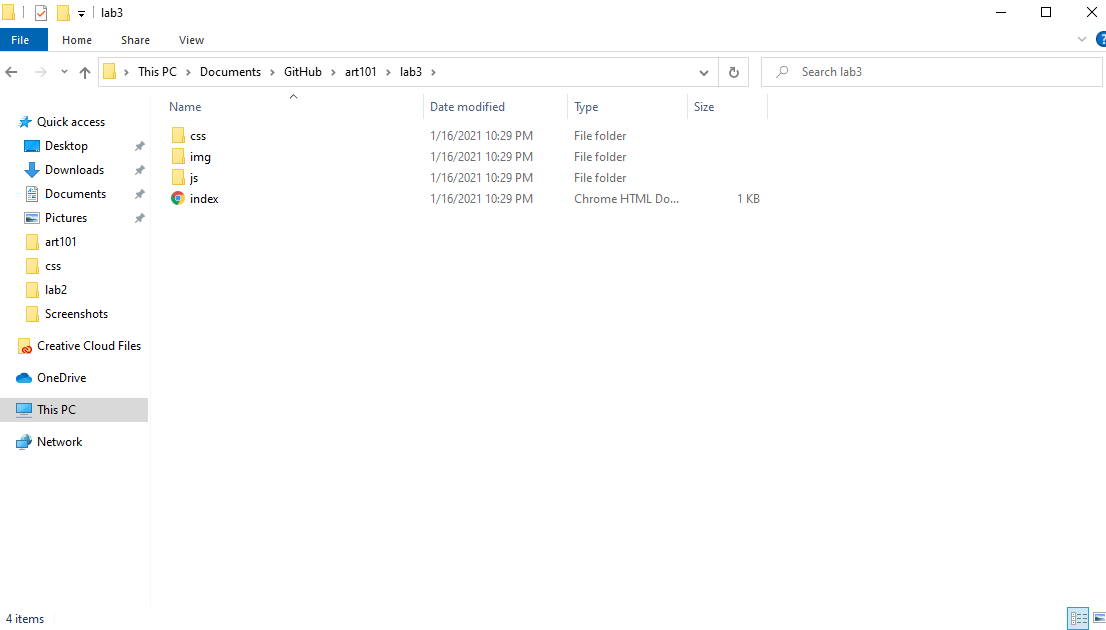 lab3
File Home Share View
This PC Documents GitHub art101 lab3 Search lab3
Name Date modified Type Size
Quick access
Desktop
Downloads
Documents
Pictures
art101
css
lab2
Screenshots
Creative Cloud Files
OneDrive
This PC
Network
css 1/16/2021 10:29 PM File folder
img 1/16/2021 10:29 PM File folder
js 1/16/2021 10:29 PM File folder
index 1/16/2021 10:29 PM Chrome HTML Do... 1 KB
4 items